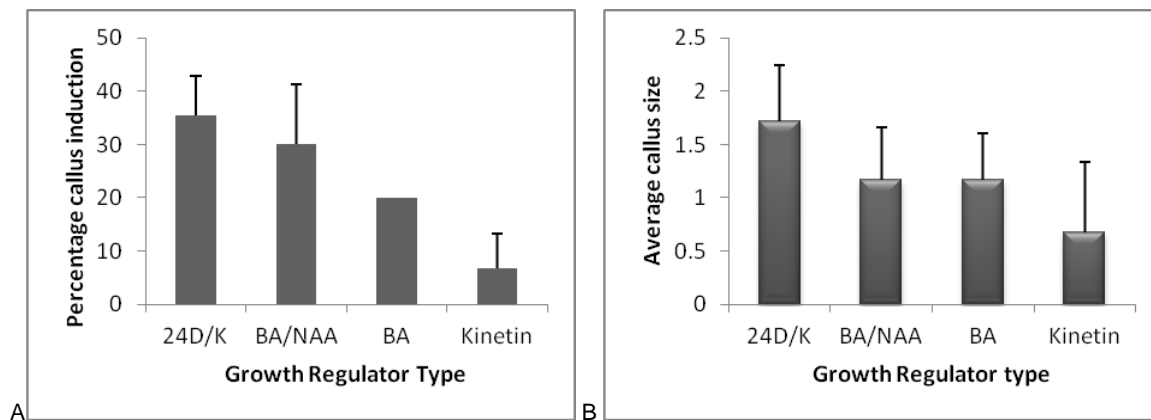 50
40
30
20
10
0
Percentage callus induction
24D/K BA/NAA BA Kinetin
Growth Regulator Type
A
2.5
2
1.5
1
0.5
0
Average callus size
24D/K BA/NAA BA Kinetin
Growth Regulator type
B